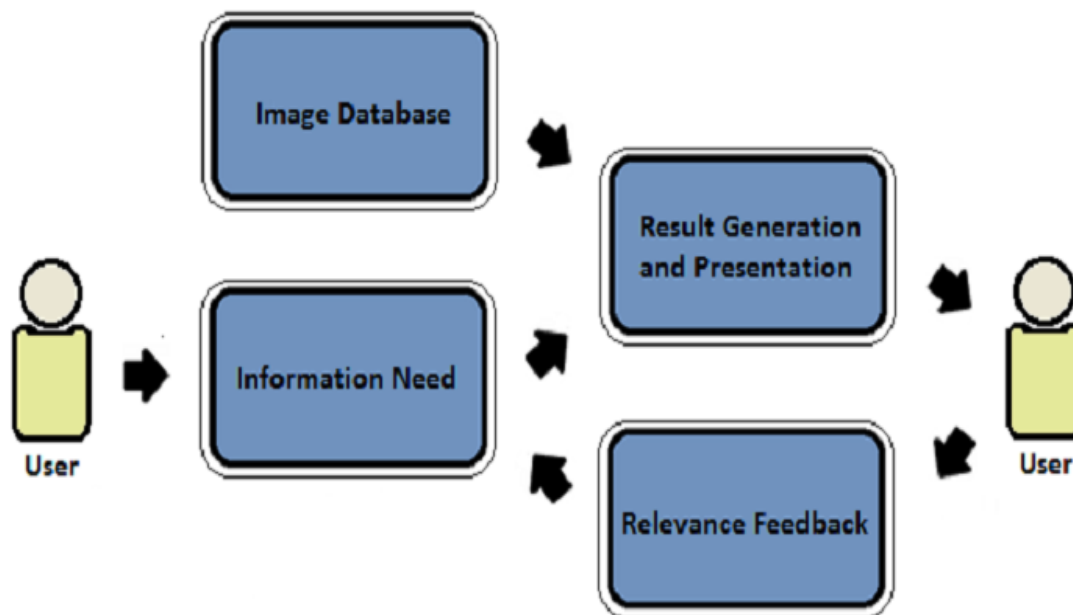 Image Database
Result Generation
and Presentation
Information Need
User
User
Relevance Feedback